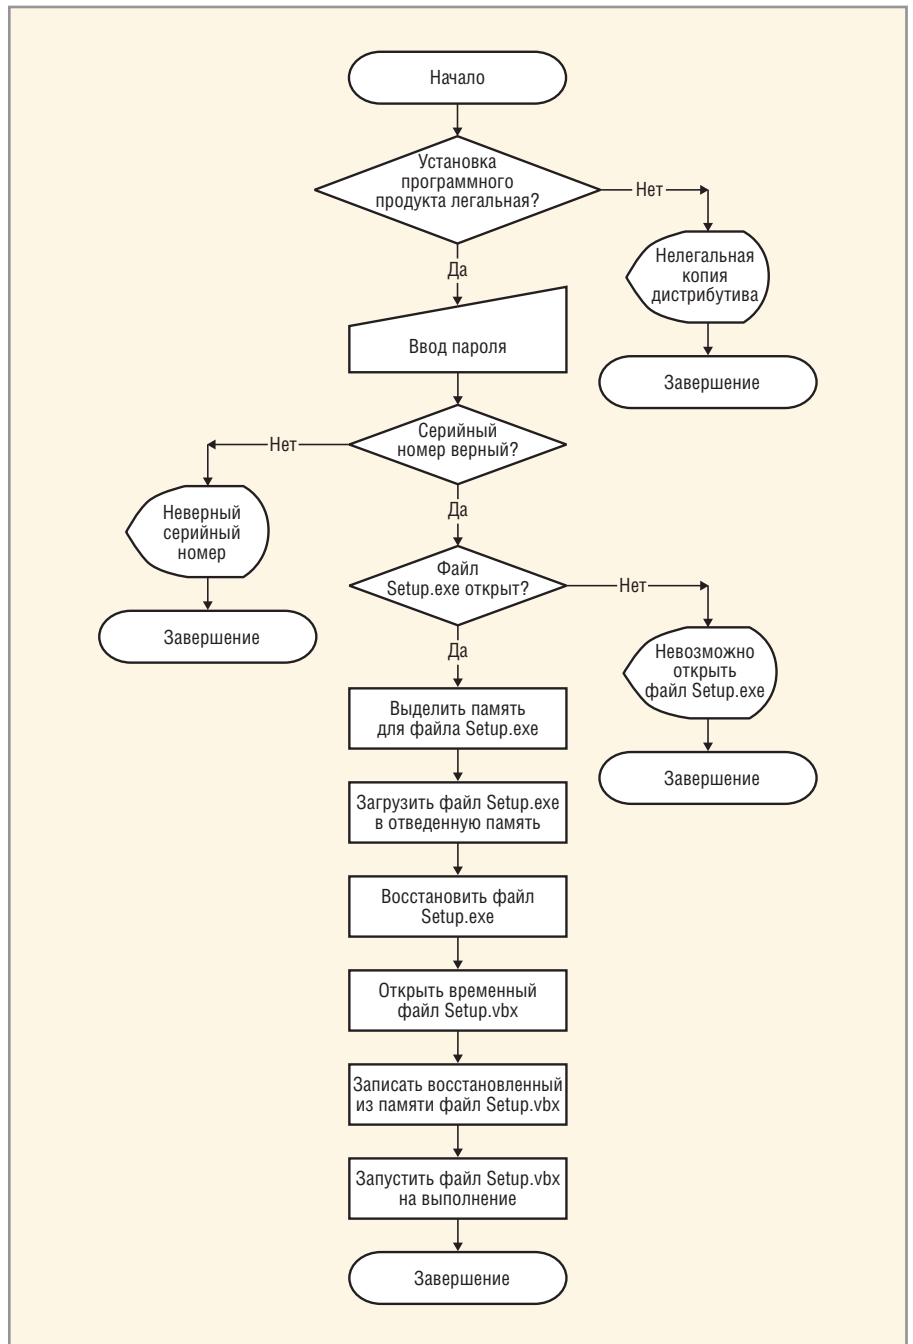 Начало
Установка
программного
продукта легальная?
Нет
Нелегальная
копия
дистрибутива
Завершение
Да
Ввод пароля
Серийный
номер верный?
Нет
Неверный
серийный
номер
Завершение
Да
Файл
Setup.exe открыт?
Нет
Невозможно
открыть
файл Setup.exe
Завершение
Да
Выделить память
для файла Setup.exe
Загрузить файл Setup.exe
в отведенную память
Восстановить файл
Setup.exe
Открыть временный
файл Setup.vbx
Записать восстановленный
из памяти файл Setup.vbx
Запустить файл Setup.vbx
на выполнение
Завершение